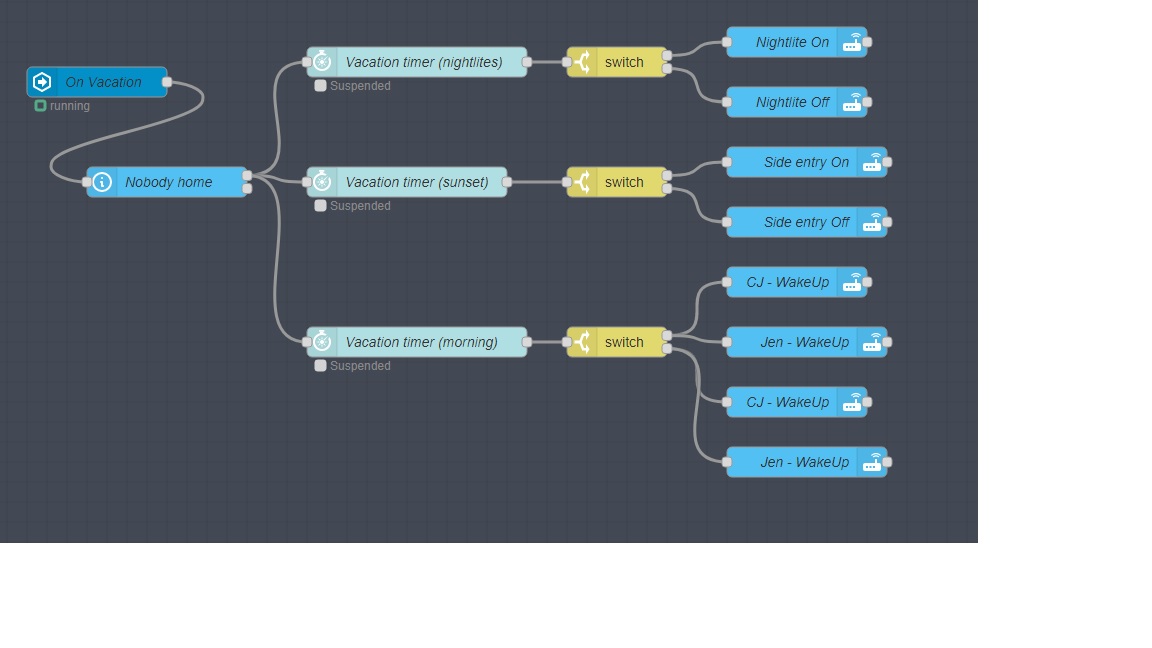 On Vacation
running
Nobody home
Vacation timer (nightlites)
Suspended
switch
Nightlite On
Nightlite Off
Vacation timer (sunset)
Suspended
switch
Side entry On
Side entry Off
Vacation timer (morning)
Suspended
switch
CJ - WakeUp
Jen - WakeUp
CJ - WakeUp
Jen - WakeUp